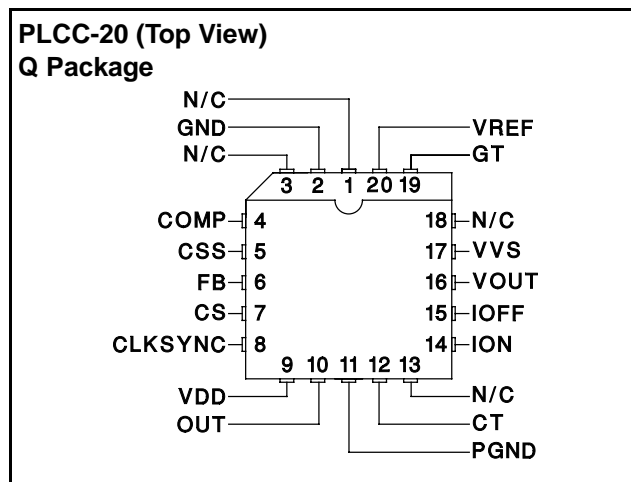 PLCC-20 (Top View)
Q Package
N/C
GND
N/C
VREF
GT
3 2 1 20 19
COMP 4
CSS 5
FB 6
CS 7
CLKSYNC 8
18 N/C
17 VVS
16 VOUT
15 IOFF
14 ION
9 10 11 12 13
VDD
OUT
N/C
CT
PGND